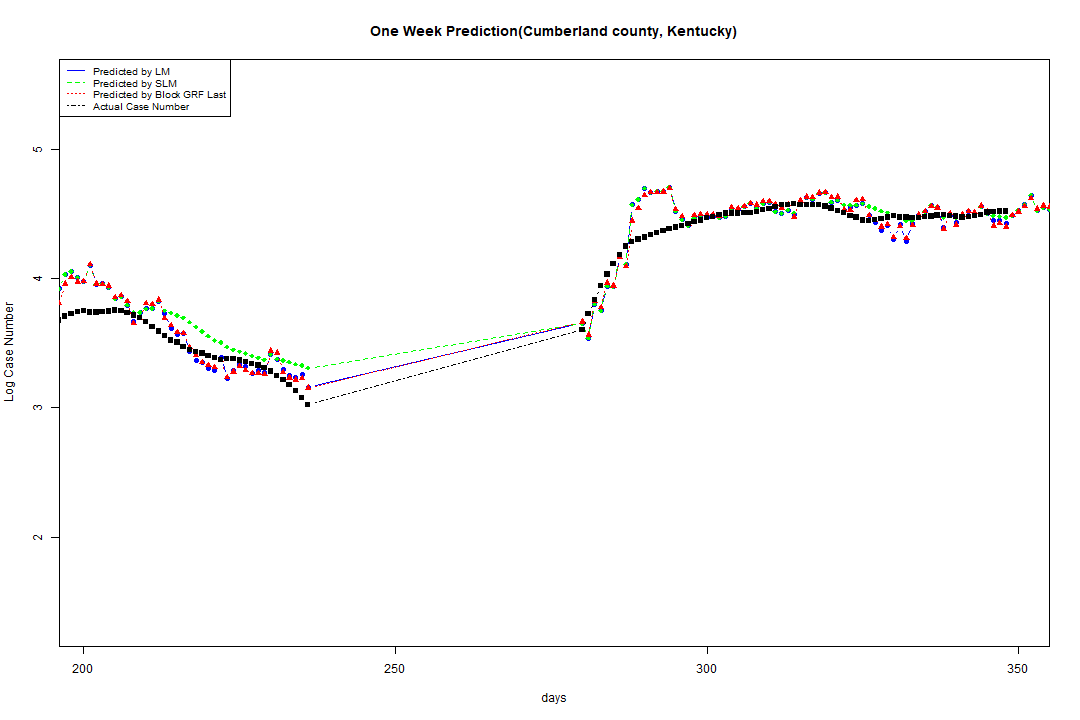 One Week Prediction(Cumberland county, Kentucky)
Predicted by LM
Predicted by SLM
Predicted by Block GRF Last
Actual Case Number
5
4
3
2
Log Case Number
200
250
300
350
days